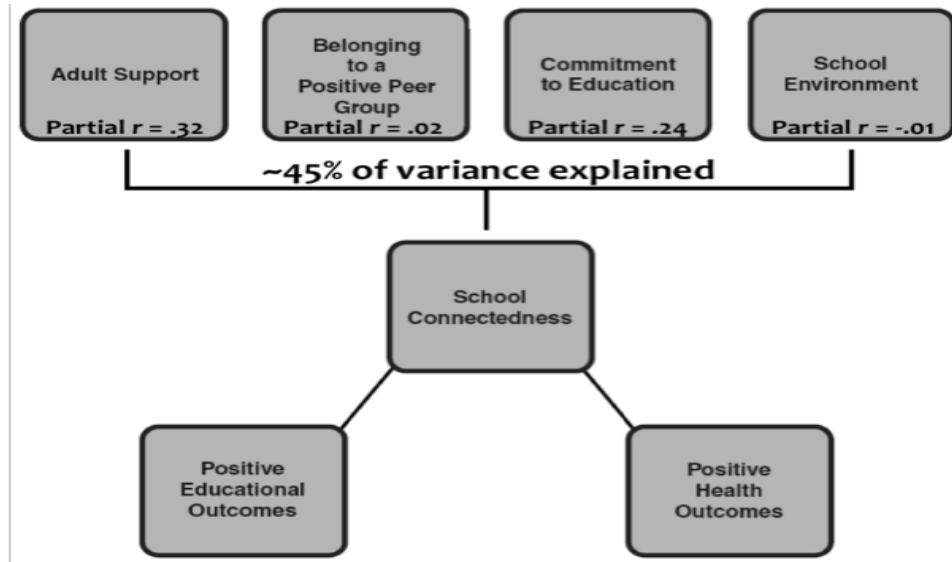 Adult Support
Partial r = .32
Belonging
to a
Positive Peer
Group
Partial r = .02
Commitment
to Education
Partial r = .24
School
Environment
Partial r = -.01
~45% of variance explained
School
Connectedness
Positive
Educational
Outcomes
Positive
Health
Outcomes